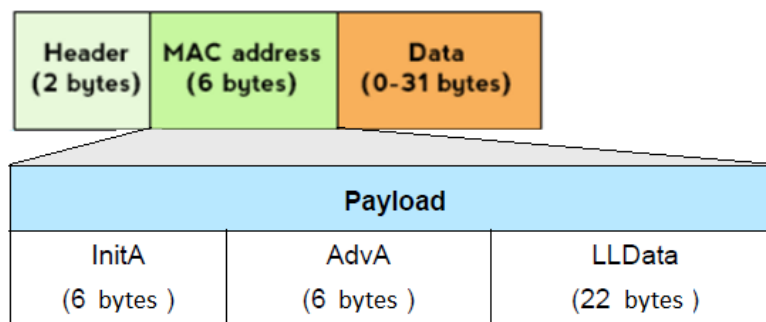 Header MAC address Data
(2 bytes) (6 bytes) (0-31 bytes)
Payload
InitA AdvA LLData
(6 bytes ) (6 bytes ) (22 bytes )